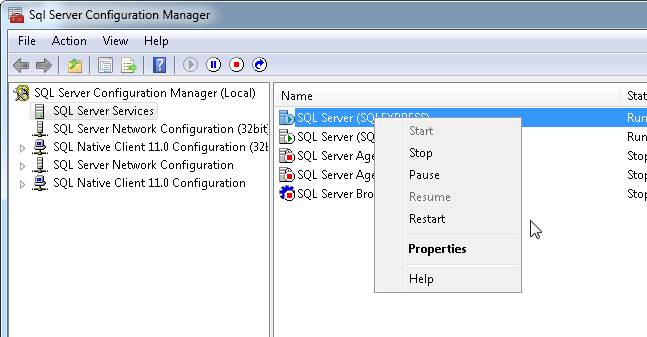 Sql Server Configuration Manager
File Action View Help
SQL Server Configuration Manager (Local)
SQL Server Services
SQL Server Network Configuration (32bit
SQL Native Client 11.0 Configuration (32
SQL Server Network Configuration
SQL Native Client 11.0 Configuration
Name Stat
SQL Server (SQLEXPRESS) Run
SQL Server (S Run
SQL Server Age Stop
SQL Server Age Stop
SQL Server Bro Stop
Start
Stop
Pause
Resume
Restart
Properties
Help